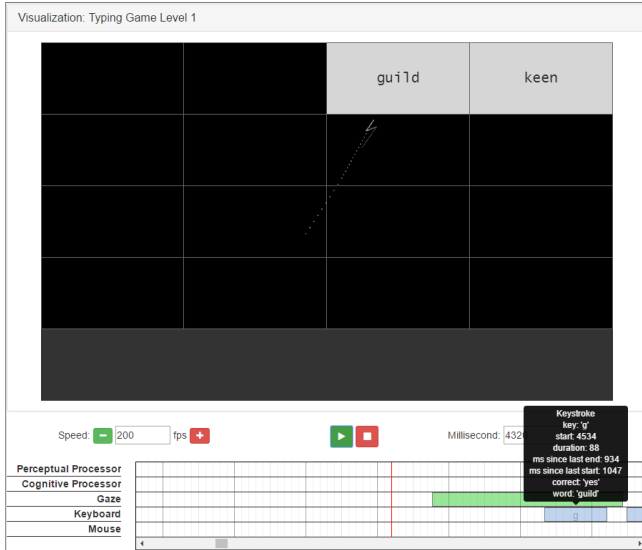 Visualization: Typing Game Level 1
guild keen
Keystroke
key: 'g'
start: 4534
duration: 88
ms since last end: 934
ms since last start: 1047
correct: 'yes'
word: 'guild'
Speed: 200 fps Millisecond: 4320
Perceptual Processor
Cognitive Processor
Gaze
Keyboard g
Mouse